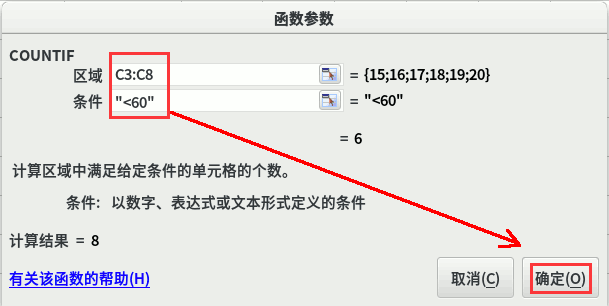 函数参数
COUNTIF
区域 C3:C8 = {15;16;17;18;19;20}
条件 "<60" = "<60"
= 6
计算区域中满足给定条件的单元格的个数。
条件: 以数字、表达式或文本形式定义的条件
计算结果 = 8
有关该函数的帮助(H) 取消(C) 确定(O)